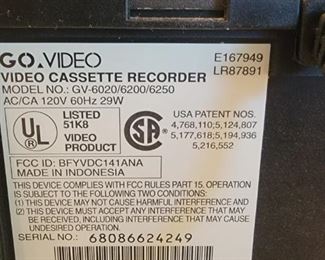 GO.VIDEO
E167949
LR87891
VIDEO CASSETTE RECORDER
MODEL NO.: GV-6020/6200/6250
AC/CA 120V 60Hz 29W
UL
LISTED
51K8
VIDEO
PRODUCT
SA
USA PATENT NOS.
4,768,110;5,124,807
5,177,618;5,194,936
5,216,552
FCC ID: BFYVDC141ANA
MADE IN INDONESIA
THIS DEVICE COMPLIES WITH FCC RULES PART 15. OPERATION
IS SUBJECT TO THE FOLLOWING TWO CONDITIONS:
(1) THIS DEVICE MAY NOT CAUSE HARMFUL INTERFERENCE AND
(2) THIS DEVICE MUST ACCEPT ANY INTERFERENCE
RECEIVED, INCLUDING INTERFERENCE THAT MAY CAUSE
UNDESIRED OPERATION.
SERIAL NO.: 68086624249